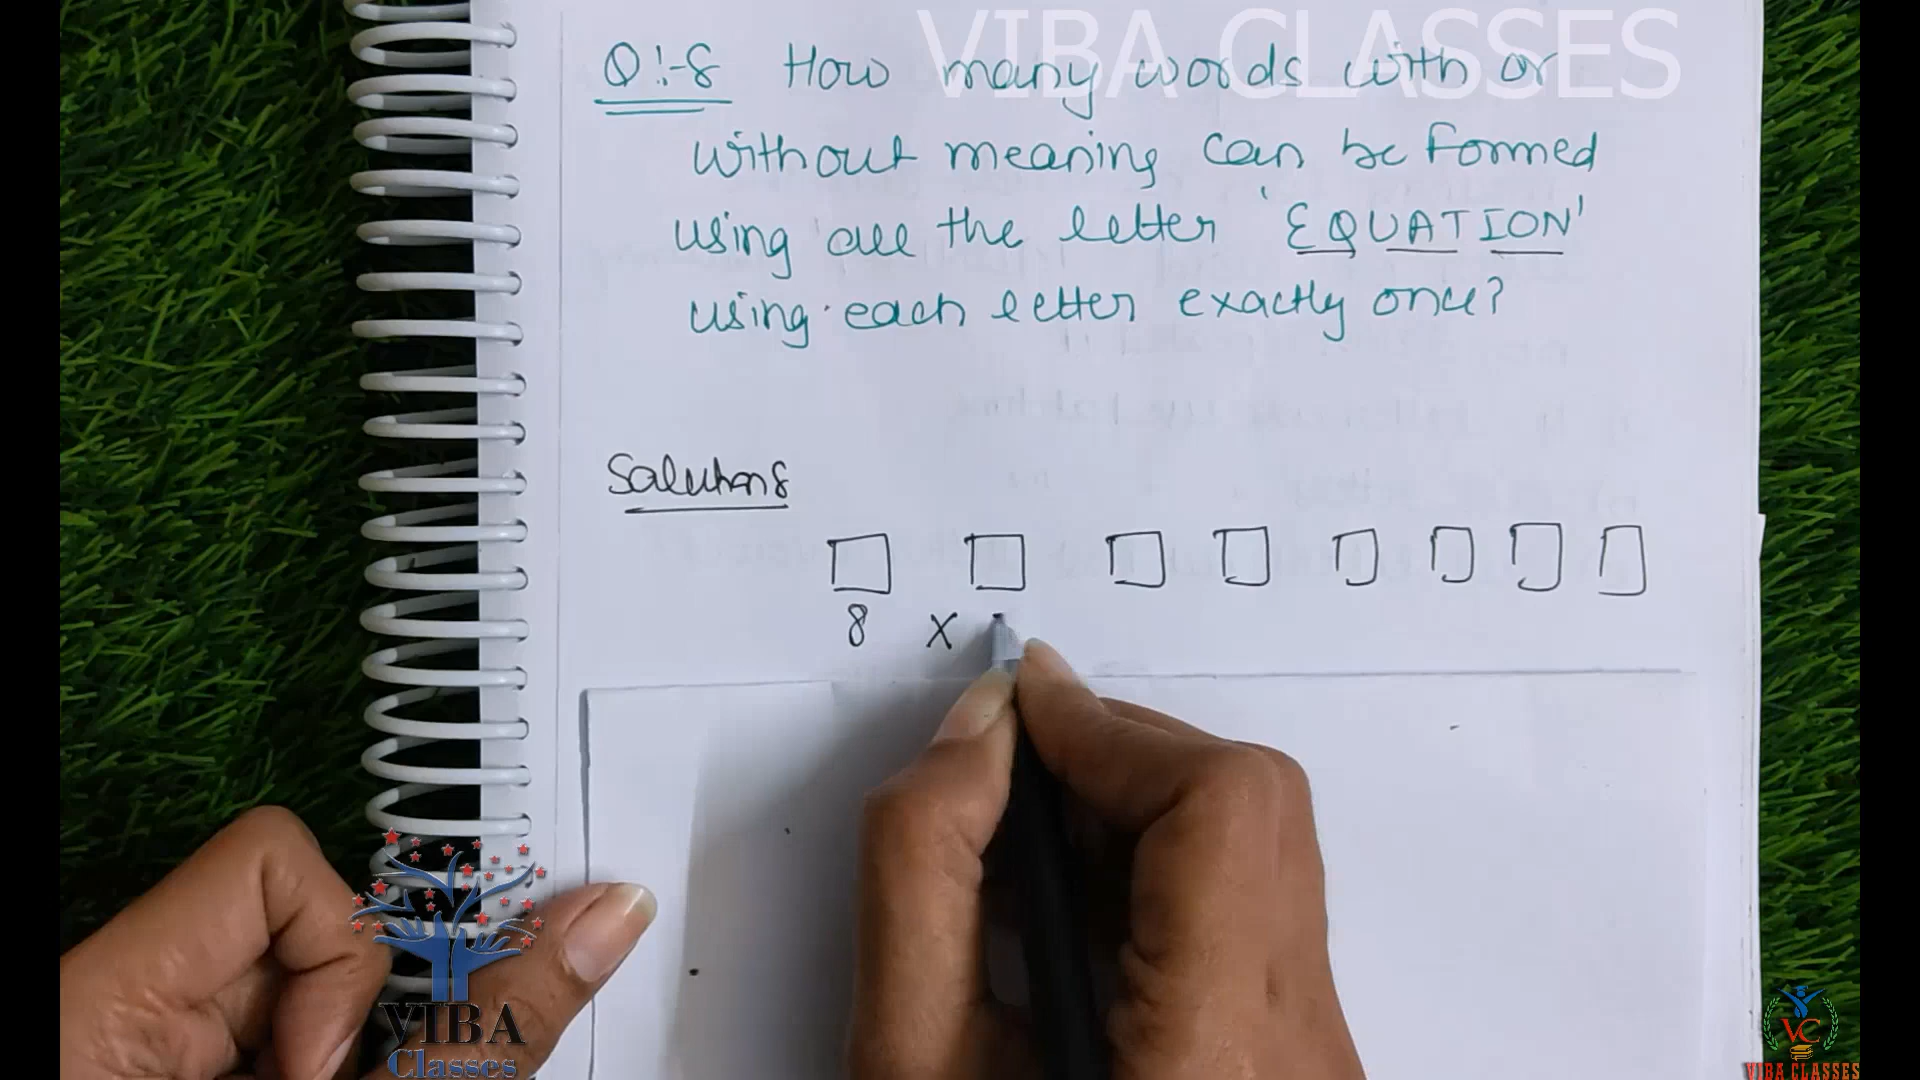 VIBA CLASSES
Q:-8 How many words with or
without meaning can be formed
using all the letter 'EQUATION'
using each letter exactly once?
Solutions
8 X
VIBA
Classes
VC
VIBA CLASSES